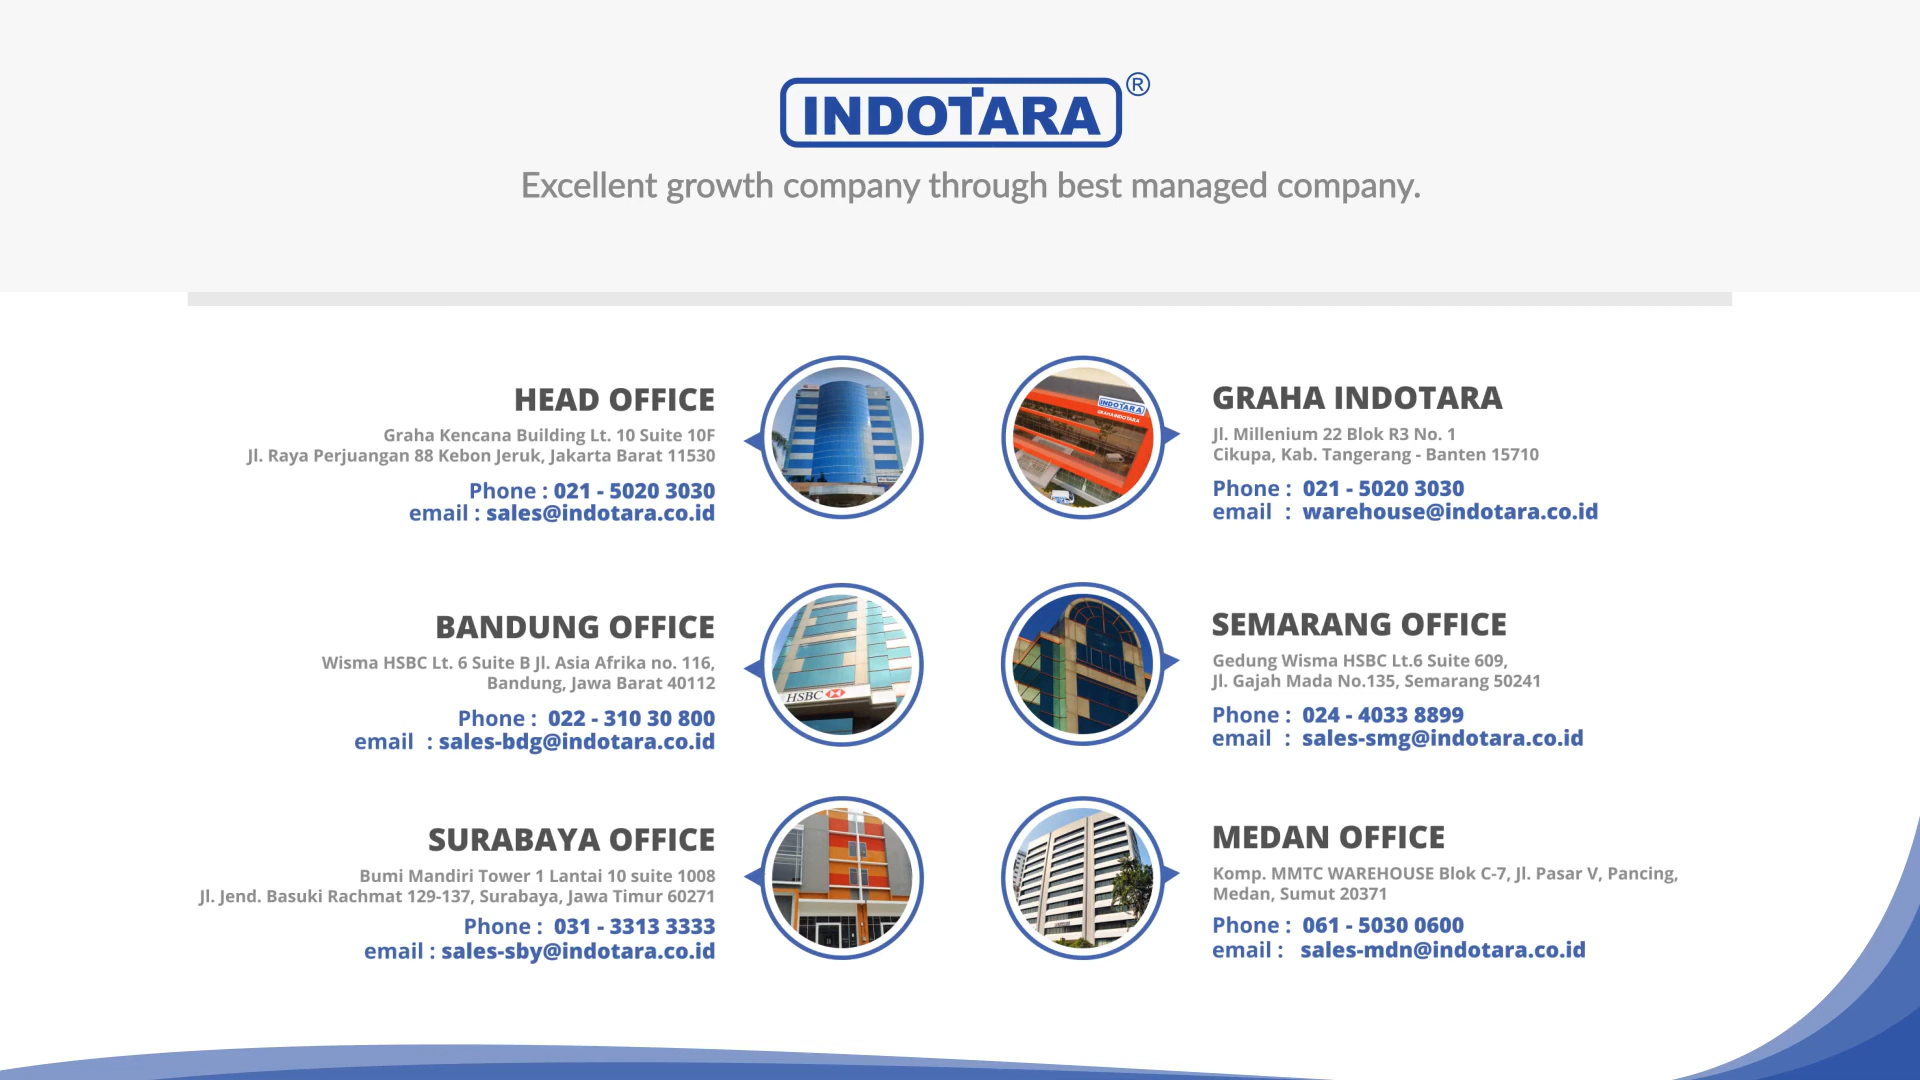 INDOTARA®
Excellent growth company through best managed company.
HEAD OFFICE
Graha Kencana Building Lt. 10 Suite 10F
Jl. Raya Perjuangan 88 Kebon Jeruk, Jakarta Barat 11530
Phone : 021 - 5020 3030
email : sales@indotara.co.id
INDOTARA
GRAHA INDOTARA
GRAHA INDOTARA
Jl. Millenium 22 Blok R3 No. 1
Cikupa, Kab. Tangerang - Banten 15710
Phone : 021 - 5020 3030
email : warehouse@indotara.co.id
BANDUNG OFFICE
Wisma HSBC Lt. 6 Suite B Jl. Asia Afrika no. 116,
Bandung, Jawa Barat 40112
Phone : 022 - 310 30 800
email : sales-bdg@indotara.co.id
HSBC
SEMARANG OFFICE
Gedung Wisma HSBC Lt.6 Suite 609,
Jl. Gajah Mada No.135, Semarang 50241
Phone : 024 - 4033 8899
email : sales-smg@indotara.co.id
SURABAYA OFFICE
Bumi Mandiri Tower 1 Lantai 10 suite 1008
Jl. Jend. Basuki Rachmat 129-137, Surabaya, Jawa Timur 60271
Phone : 031 - 3313 3333
email : sales-sby@indotara.co.id
MEDAN OFFICE
Komp. MMTC WAREHOUSE Blok C-7, Jl. Pasar V, Pancing,
Medan, Sumut 20371
Phone : 061 - 5030 0600
email : sales-mdn@indotara.co.id